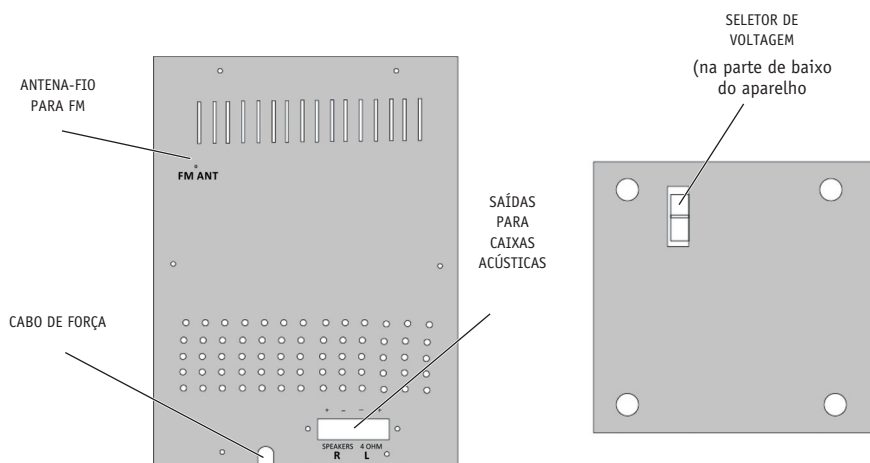 SELETOR DE
VOLTAGEM
(na parte de baixo
do aparelho
ANTENA-FIO
PARA FM
FM ANT
SAÍDAS
PARA
CAIXAS
ACÚSTICAS
CABO DE FORÇA
+ – – +
SPEAKERS 4 OHM
R L